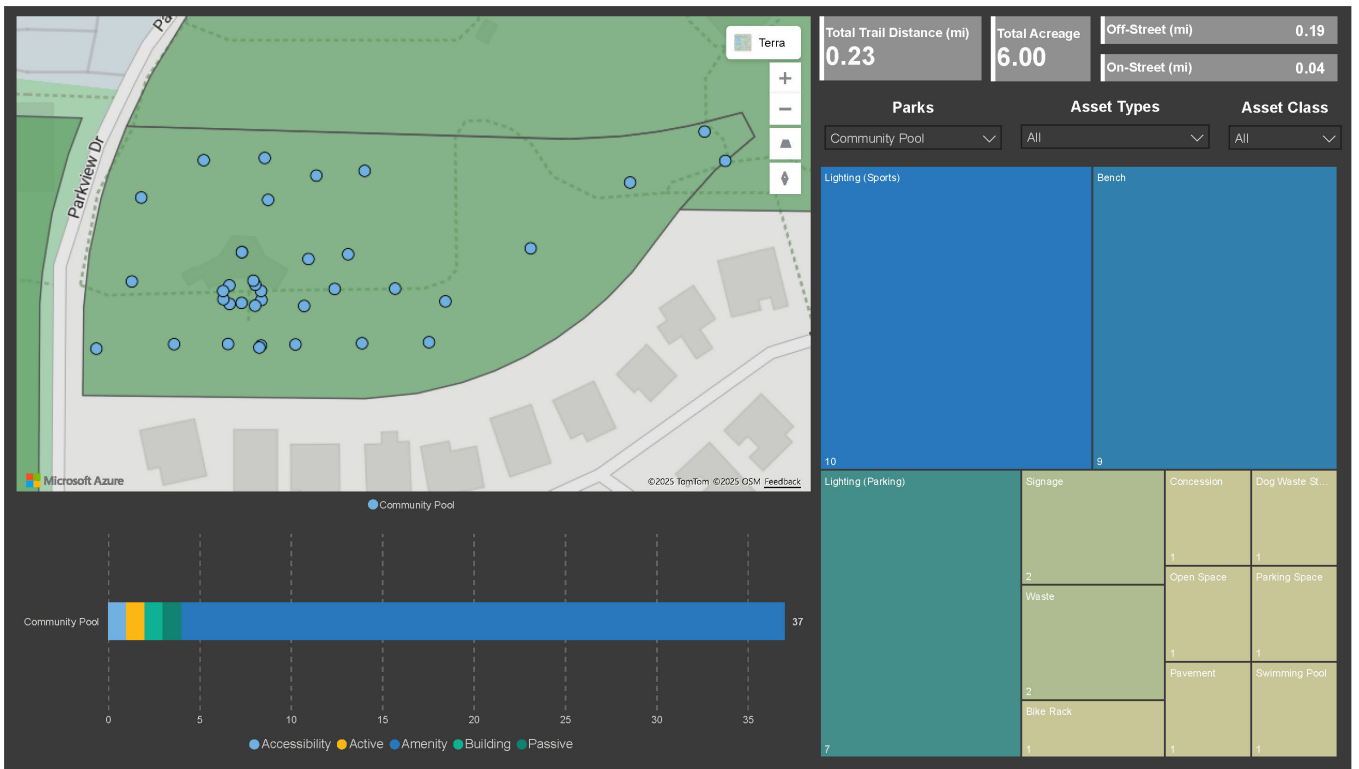 Pa
Terra
Parkview Dr
Microsoft Azure
©2025 TomTom ©2025 OSM Feedback
Total Trail Distance (mi)
0.23
Total Acreage
6.00
Off-Street (mi) 0.19
On-Street (mi) 0.04
Parks
Community Pool
Asset Types
All
Asset Class
All
Lighting (Sports)
10
Bench
9
Lighting (Parking)
7
Signage
2
Waste
2
Bike Rack
1
Concession
1
Dog Waste St...
1
Open Space
1
Parking Space
1
Pavement
1
Swimming Pool
1
Community Pool
Community Pool
37
0 5 10 15 20 25 30 35
Accessibility Active Amenity Building Passive